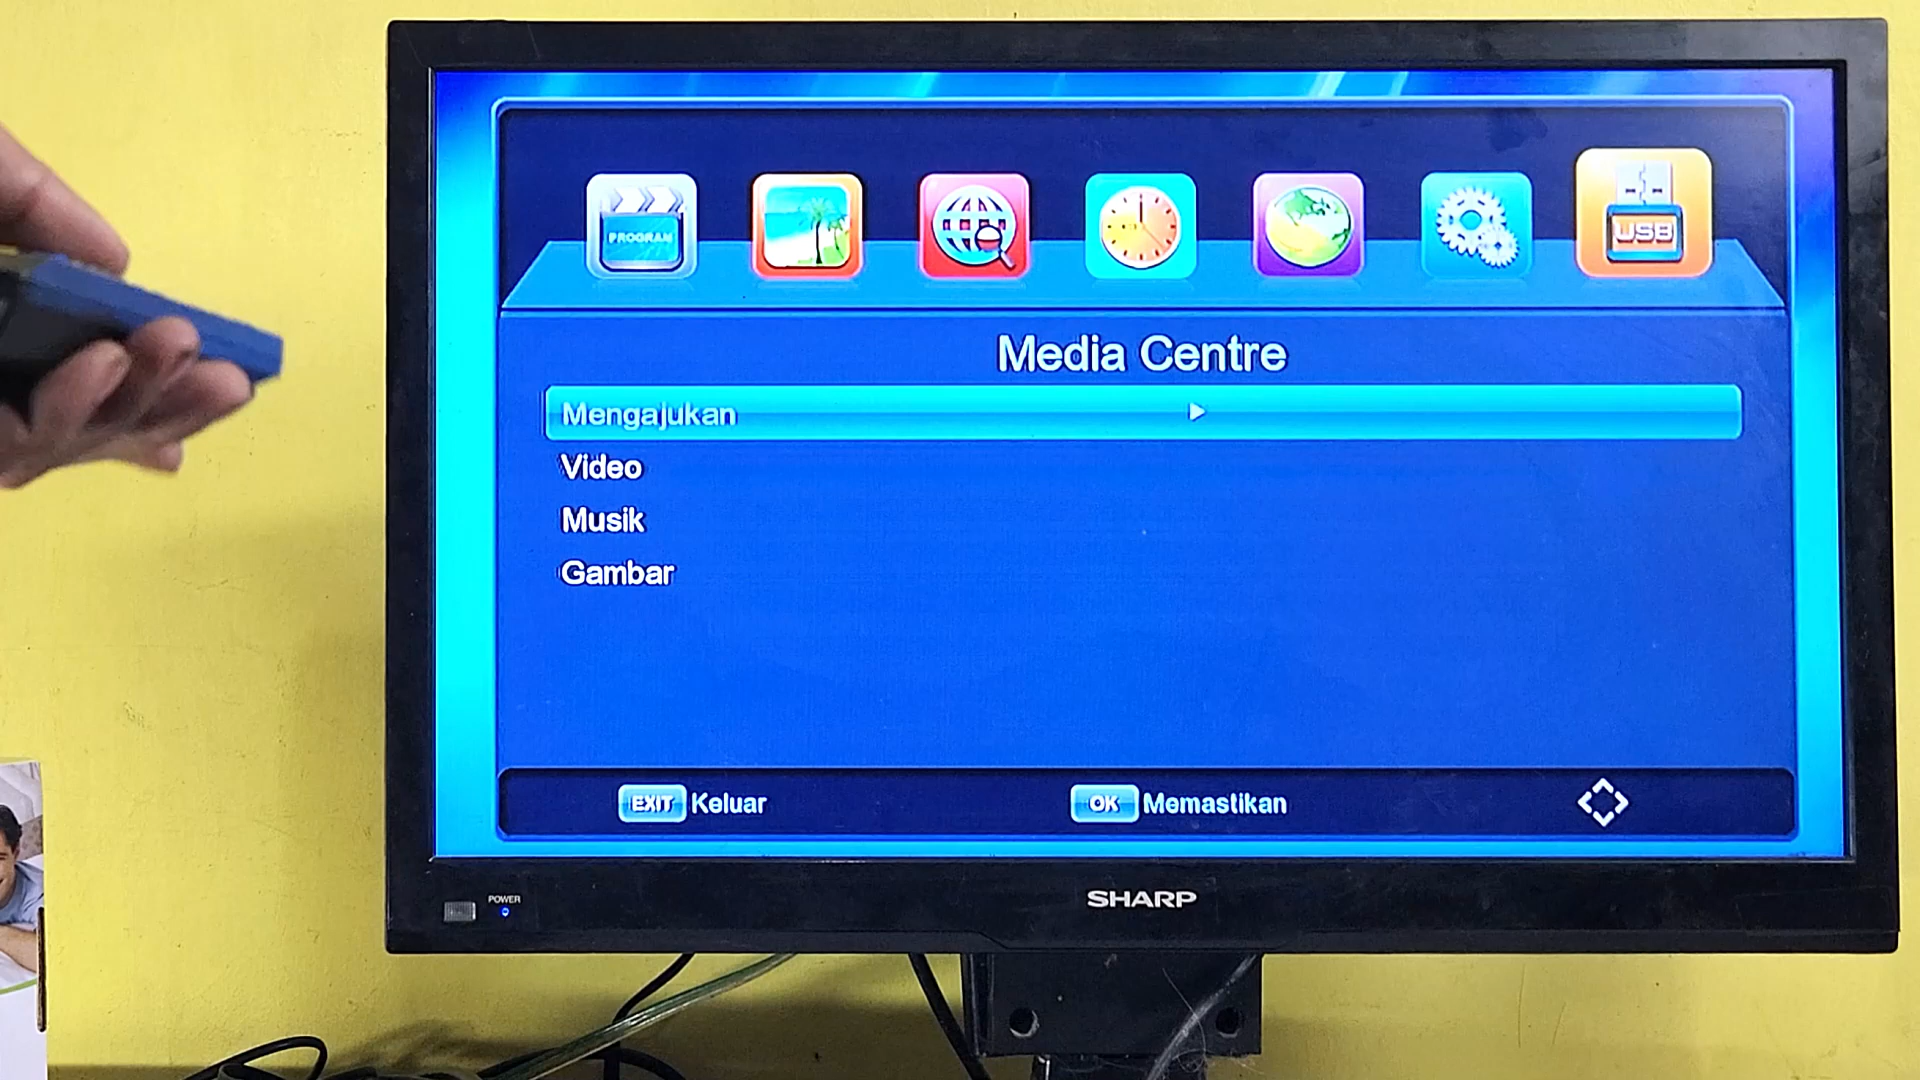 PROGRAM
USB
Media Centre
Mengajukan
Video
Musik
Gambar
EXIT Keluar
OK Memastikan
POWER
SHARP